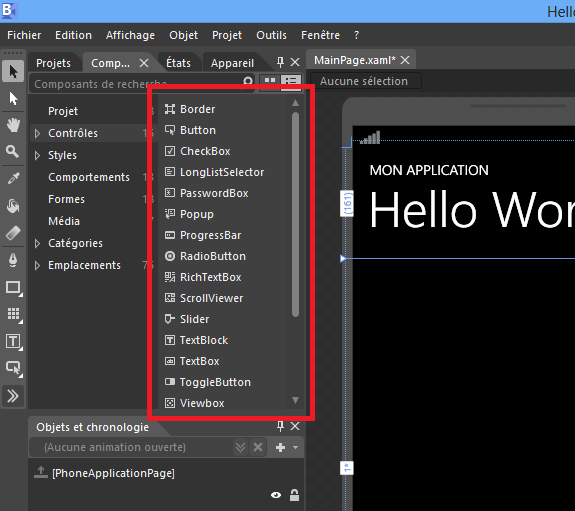 Hello
Fichier Edition Affichage Objet Projet Outils Fenêtre ?
Projets Comp... États Appareil
MainPage.xaml*
Composants de recherche
Aucune sélection
Projet
Contrôles
Styles
Comportements
Formes
Média
Catégories
Emplacements
Border
Button
CheckBox
LongListSelector
PasswordBox
Popup
ProgressBar
RadioButton
RichTextBox
ScrollViewer
Slider
TextBlock
TextBox
ToggleButton
Viewbox
MON APPLICATION
Hello Wor
(161)
1*
Objets et chronologie
(Aucune animation ouverte)
[PhoneApplicationPage]